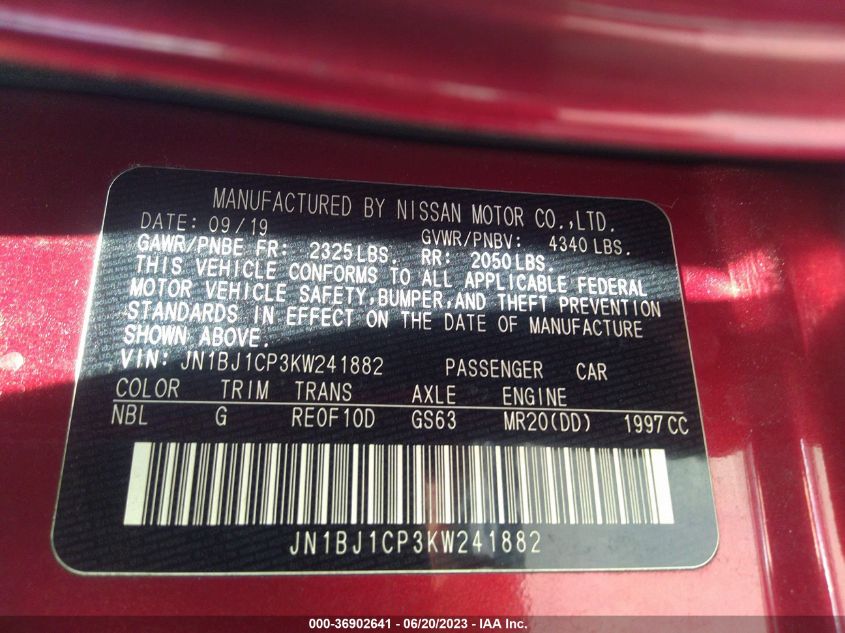 MANUFACTURED BY NISSAN MOTOR CO.,LTD.
DATE: 09/19 GVWR/PNBV: 4340 LBS.
GAWR/PNBE FR: 2325 LBS. RR: 2050 LBS.
THIS VEHICLE CONFORMS TO ALL APPLICABLE FEDERAL
MOTOR VEHICLE SAFETY,BUMPER,AND THEFT PREVENTION
STANDARDS IN EFFECT ON THE DATE OF MANUFACTURE
SHOWN ABOVE.
VIN: JN1BJ1CP3KW241882 PASSENGER CAR
COLOR TRIM TRANS AXLE ENGINE
NBL G RE0F10D GS63 MR20(DD) 1997 CC
JN1BJ1CP3KW241882
000-36902641 - 06/20/2023 - IAA Inc.